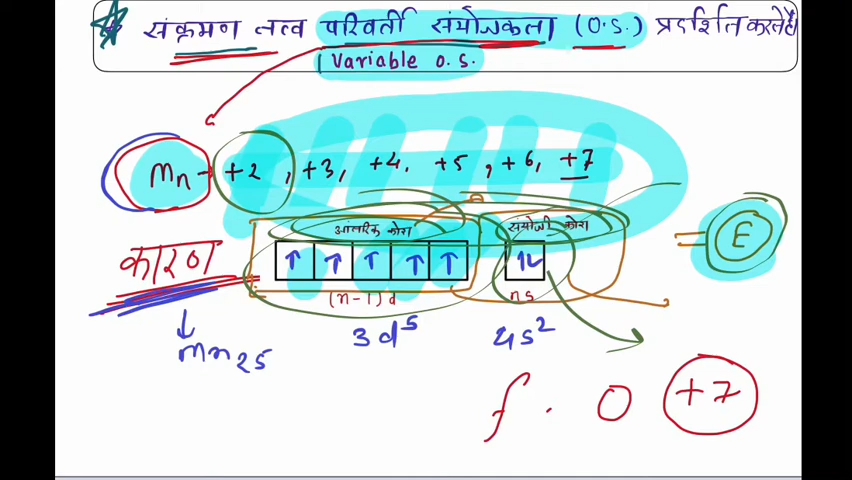 * संक्रमण तत्व परिवर्ती संयोजकता (O.S.) प्रदर्शित करते है
Variable o.s.
Mn - +2 , +3, +4, +5 , +6, +7
आंतरिक कोश संयोजी कोश
E
कारण
(n-1)d ns
Mn25 3d5 4s2
f . O +7